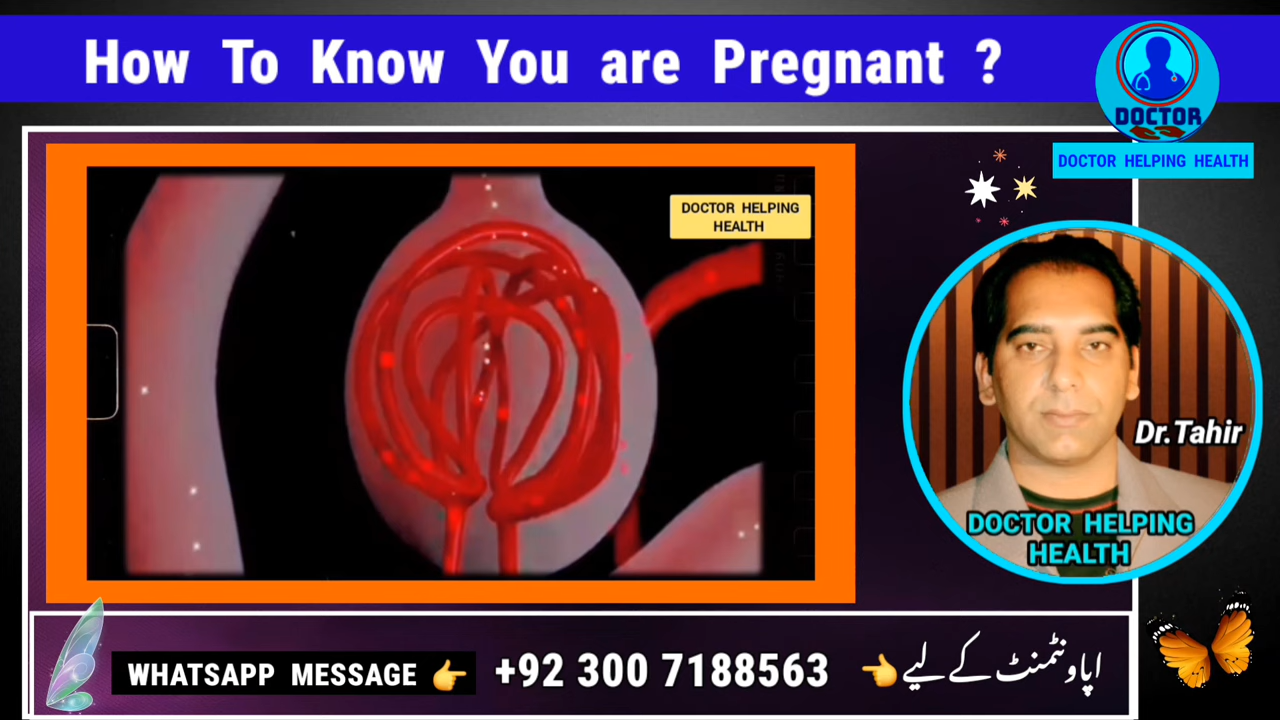 How To Know You are Pregnant ?
DOCTOR
DOCTOR HELPING HEALTH
DOCTOR HELPING
HEALTH
Dr.Tahir
DOCTOR HELPING
HEALTH
WHATSAPP MESSAGE 👉 +92 300 7188563 👈 اپاونٹمنٹ کے لیے